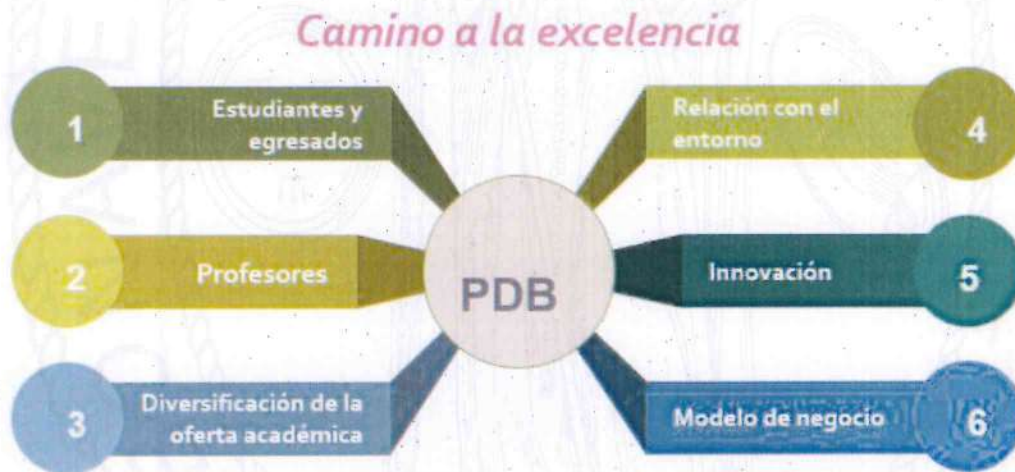 Camino a la excelencia
1
Estudiantes y
egresados
2
Profesores
3
Diversificación de la
oferta académica
PDB
Relación con el
entorno
4
Innovación
5
Modelo de negocio
6